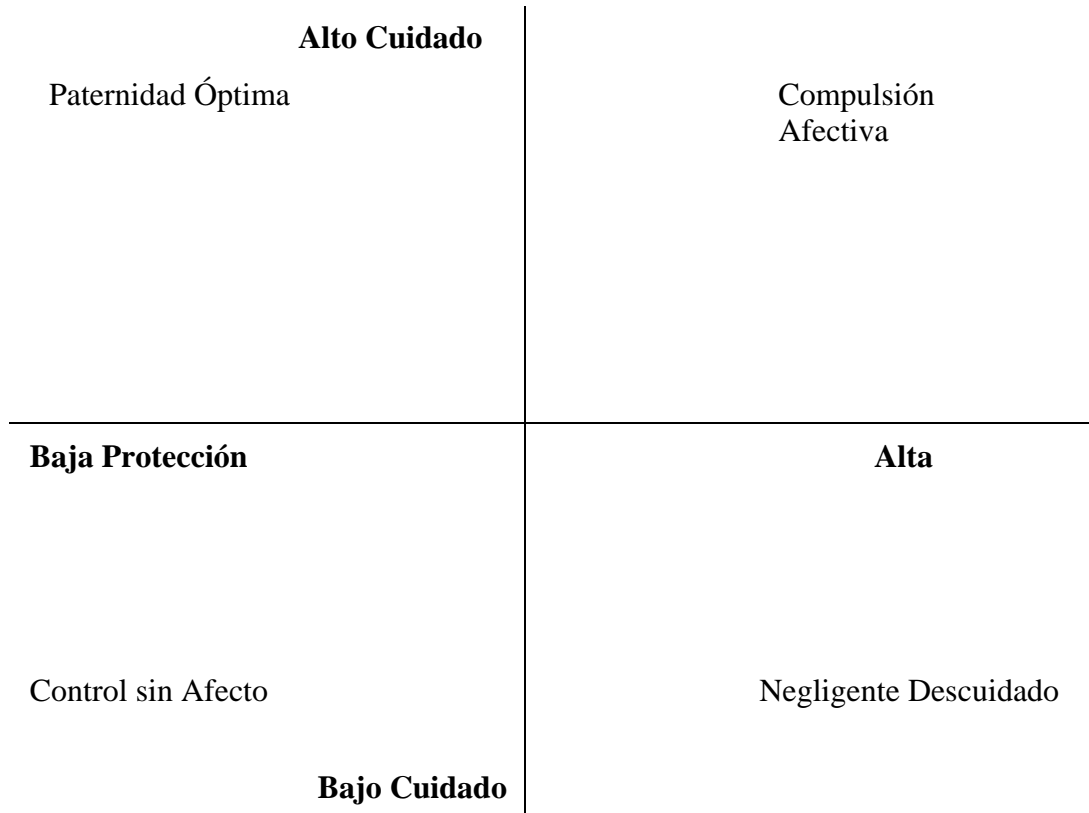 Alto Cuidado
Paternidad Óptima
Compulsión
Afectiva
Baja Protección
Alta
Control sin Afecto
Negligente Descuidado
Bajo Cuidado